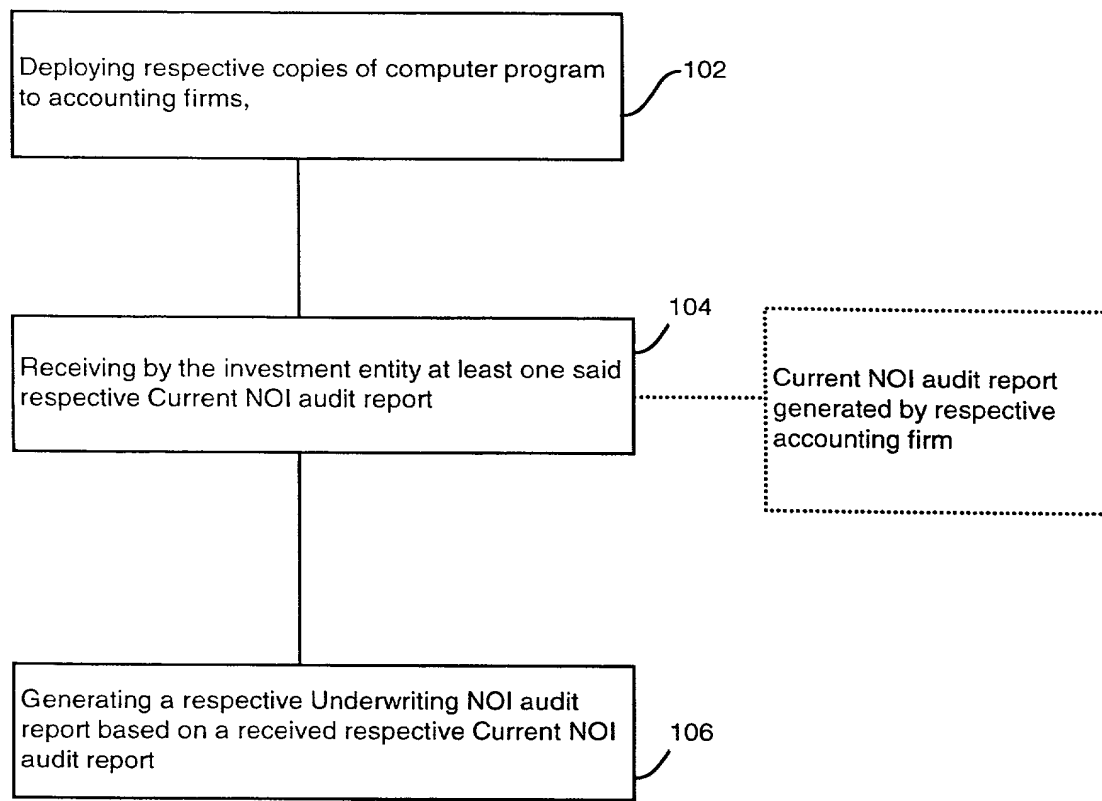 Deploying respective copies of computer program
to accounting firms,
102
104
Receiving by the investment entity at least one said
respective Current NOI audit report
Current NOI audit report
generated by respective
accounting firm
Generating a respective Underwriting NOI audit
report based on a received respective Current NOI
audit report
106